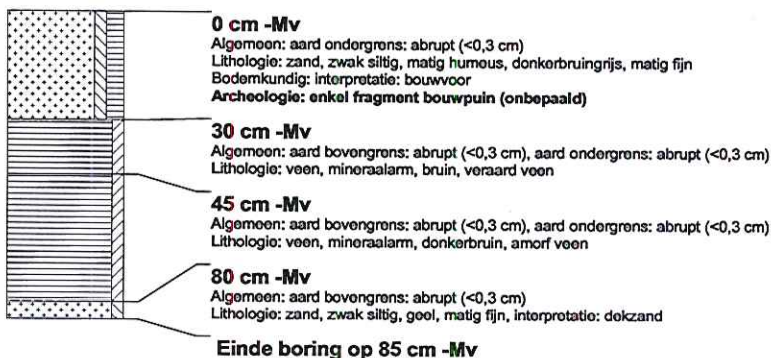 0 cm -Mv
Algemeen: aard ondergrens: abrupt (<0,3 cm)
Lithologie: zand, zwak siltig, matig humeus, donkerbruingrijs, matig fijn
Bodemkundig: interpretatie: bouwvoor
Archeologie: enkel fragment bouwpuin (onbepaald)
30 cm -Mv
Algemeen: aard bovengrens: abrupt (<0,3 cm), aard ondergrens: abrupt (<0,3 cm)
Lithologie: veen, mineraalarm, bruin, veraard veen
45 cm -Mv
Algemeen: aard bovengrens: abrupt (<0,3 cm), aard ondergrens: abrupt (<0,3 cm)
Lithologie: veen, mineraalarm, donkerbruin, amorf veen
80 cm -Mv
Algemeen: aard bovengrens: abrupt (<0,3 cm)
Lithologie: zand, zwak siltig, geel, matig fijn, interpretatie: dekzand
Einde boring op 85 cm -Mv